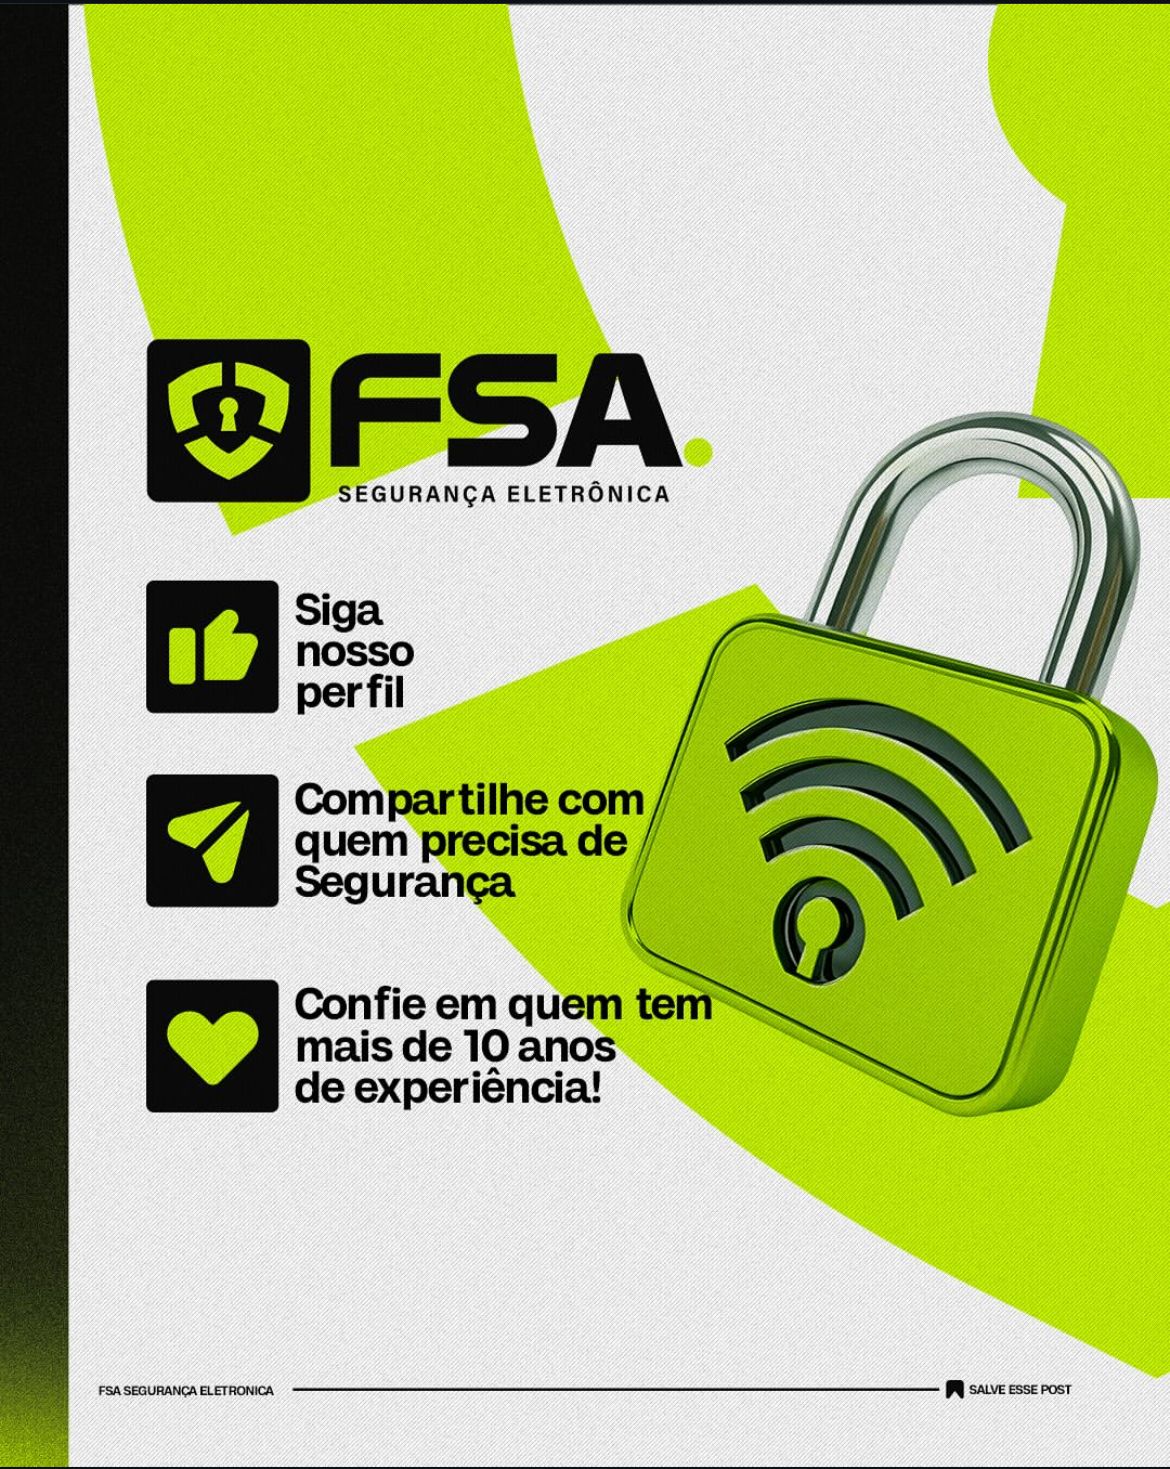 FSA.
SEGURANÇA ELETRÔNICA
Siga
nosso
perfil
Compartilhe com
quem precisa de
Segurança
Confie em quem tem
mais de 10 anos
de experiência!
FSA SEGURANÇA ELETRONICA
SALVE ESSE POST